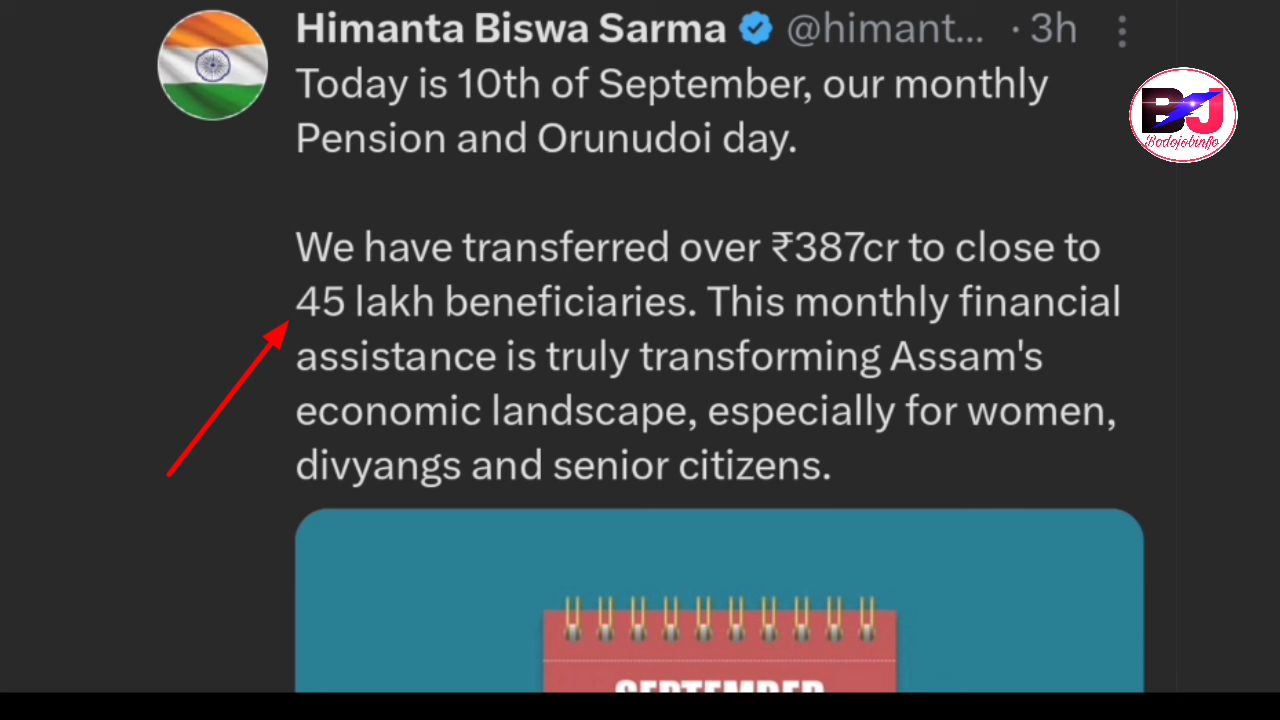 Himanta Biswa Sarma @himant... · 3h
Today is 10th of September, our monthly
Pension and Orunudoi day.
We have transferred over ₹387cr to close to
45 lakh beneficiaries. This monthly financial
assistance is truly transforming Assam's
economic landscape, especially for women,
divyangs and senior citizens.
BJ
Bodojobinfo
SEPTEMBER